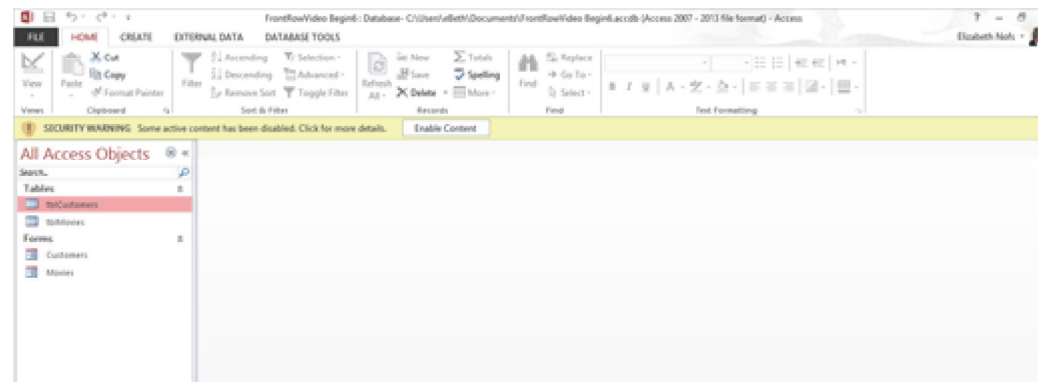 FrontRowVideo Begin6 : Database- C:\Users\eBeth\Documents\FrontRowVideo Begin6.accdb (Access 2007 - 2013 file format) - Access
FILE HOME CREATE EXTERNAL DATA DATABASE TOOLS Elizabeth Nofs
Cut Ascending Selection New Totals Replace
Copy Descending Advanced Save Spelling Go To
View Paste Format Painter Filter Remove Sort Toggle Filter Refresh All Delete More Find Select B I U A
Views Clipboard Sort & Filter Records Find Text Formatting
SECURITY WARNING Some active content has been disabled. Click for more details. Enable Content
All Access Objects
Search...
Tables
tblCustomers
tblMovies
Forms
Customers
Movies